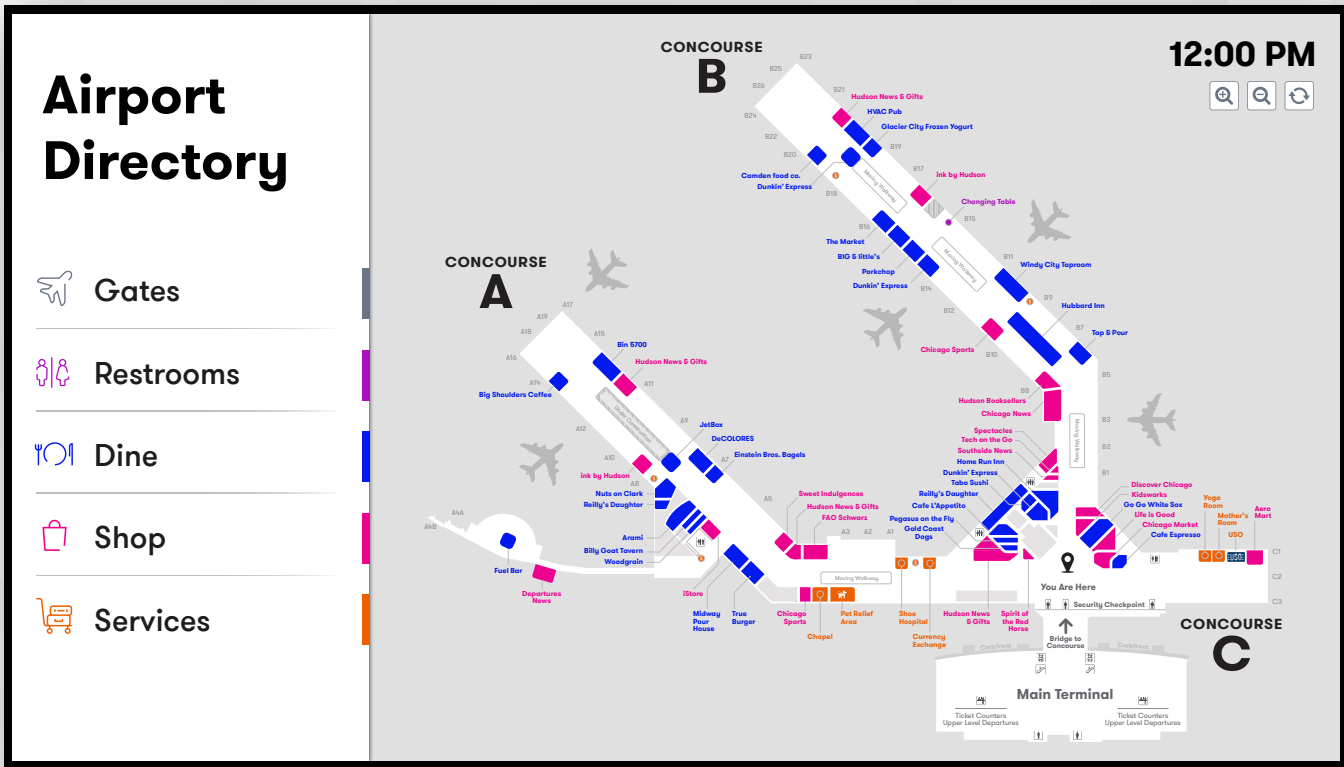 Airport
Directory
Gates
Restrooms
Dine
Shop
Services
12:00 PM
CONCOURSE
B
B23
B25
B26
B21
B24
Hudson News & Gifts
HVAC Pub
Glacier City Frozen Yogurt
B22
B19
B20
B17
Camden food co.
Dunkin' Express
B18
Moving Walkway
ink by Hudson
Changing Table
B15
B16
The Market
BIG & little's
Porkchop
Dunkin' Express
B14
Moving Walkway
B11
Windy City Taproom
B9
B12
Hubbard Inn
B7
Tap & Pour
Chicago Sports
B10
B5
B8
Hudson Booksellers
Chicago News
B3
Moving Walkway
B2
B1
Spectacles
Tech on the Go
Southside News
Home Run Inn
Dunkin' Express
Tabo Sushi
Reilly's Daughter
Cafe L'Appetito
Pegasus on the Fly
Gold Coast
Dogs
CONCOURSE
A
A17
A19
A18
A15
A16
Bin 5700
Hudson News & Gifts
A14
A11
Big Shoulders Coffee
Under Construction
A12
A9
JetBox
DeCOLORES
A10
A7
Einstein Bros. Bagels
ink by Hudson
A8
Nuts on Clark
Reilly's Daughter
A5
Sweet Indulgences
Hudson News & Gifts
FAO Schwarz
A4A
A4B
Arami
Billy Goat Tavern
Woodgrain
A3
A2
A1
Fuel Bar
Departures
News
iStore
Midway
Pour
House
True
Burger
Moving Walkway
Chicago
Sports
Chapel
Pet Relief
Area
Shoe
Hospital
Currency
Exchange
Hudson News
& Gifts
Spirit of
the Red
Horse
Discover Chicago
Kidsworks
Go Go White Sox
Life is Good
Chicago Market
Cafe Espresso
Yoga
Room
Mother's
Room
USO
USO
Aero
Mart
C1
C2
C3
You Are Here
Security Checkpoint
Bridge to
Concourse
CONCOURSE
C
Curbfront
Curbfront
Main Terminal
Ticket Counters
Upper Level Departures
Ticket Counters
Upper Level Departures